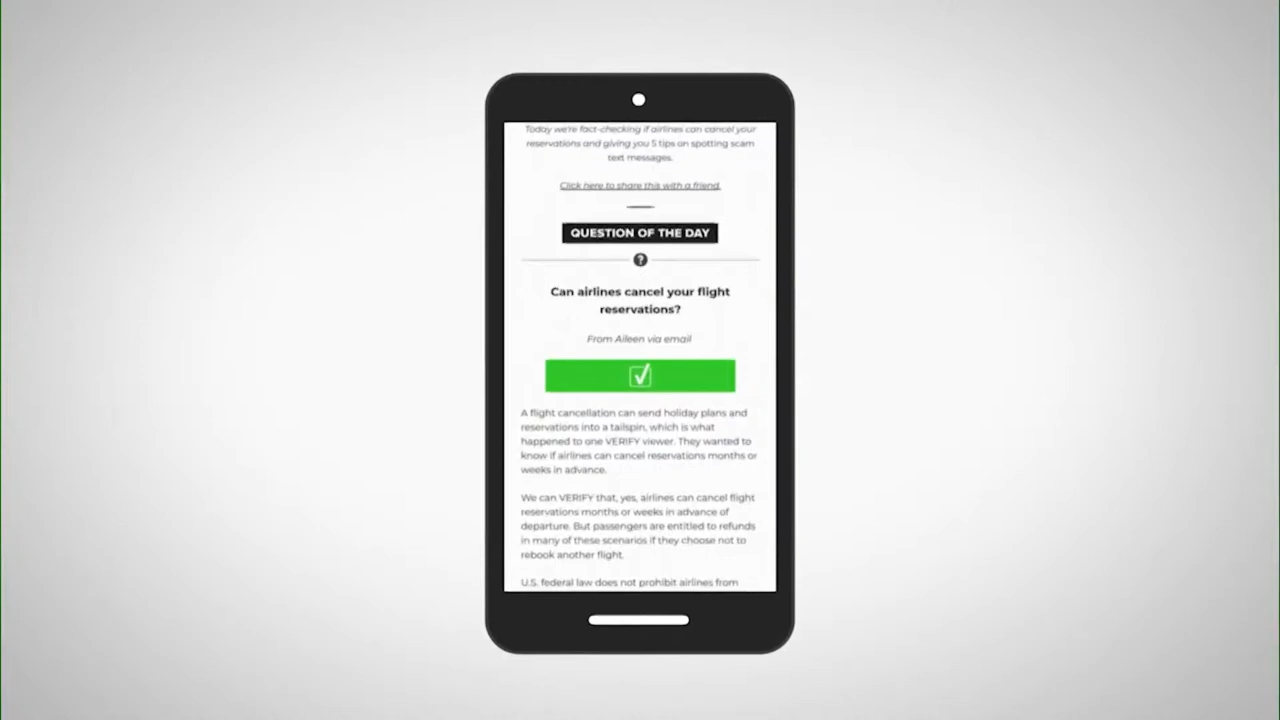 Today we're fact-checking if airlines can cancel your
reservations and giving you 5 tips on spotting scam
text messages.
Click here to share this with a friend.
QUESTION OF THE DAY
?
Can airlines cancel your flight
reservations?
From Aileen via email
A flight cancellation can send holiday plans and
reservations into a tailspin, which is what
happened to one VERIFY viewer. They wanted to
know if airlines can cancel reservations months or
weeks in advance.
We can VERIFY that, yes, airlines can cancel flight
reservations months or weeks in advance of
departure. But passengers are entitled to refunds
in many of these scenarios if they choose not to
rebook another flight.
U.S. federal law does not prohibit airlines from